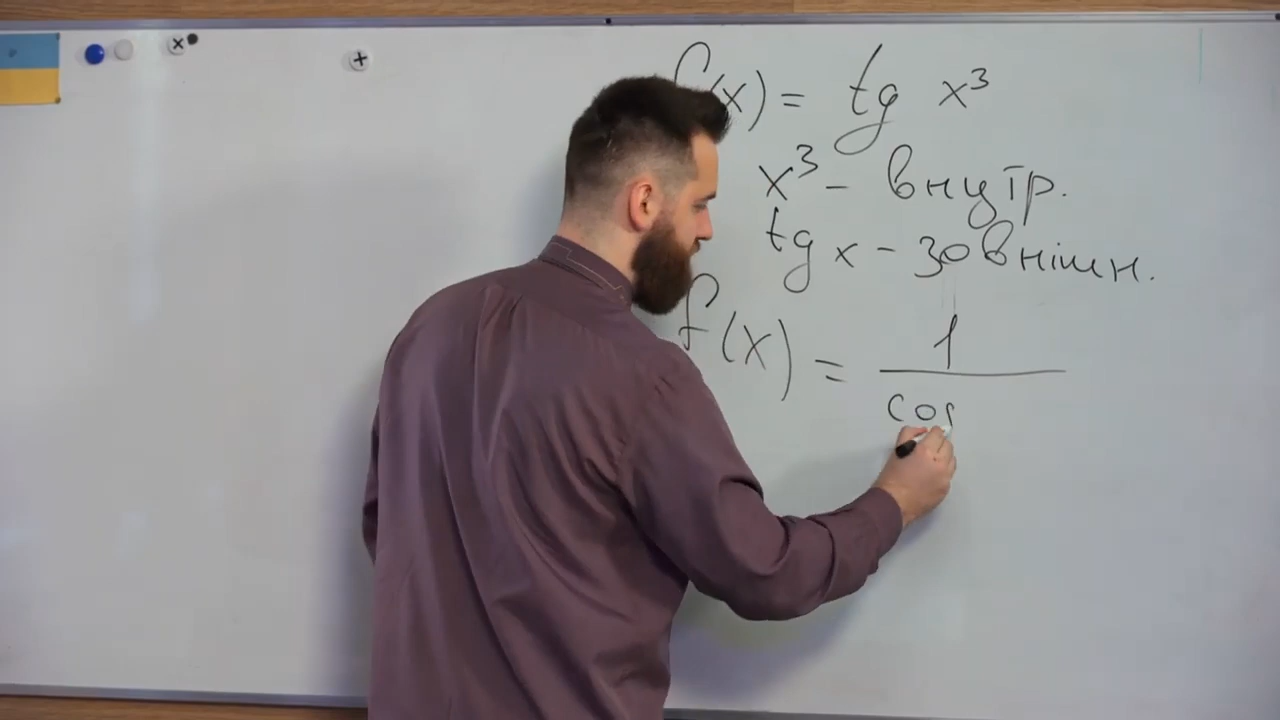 f(x) = tg x³
x³ - внутр.
tg x - зовнішн.
f(x) = 1
cos